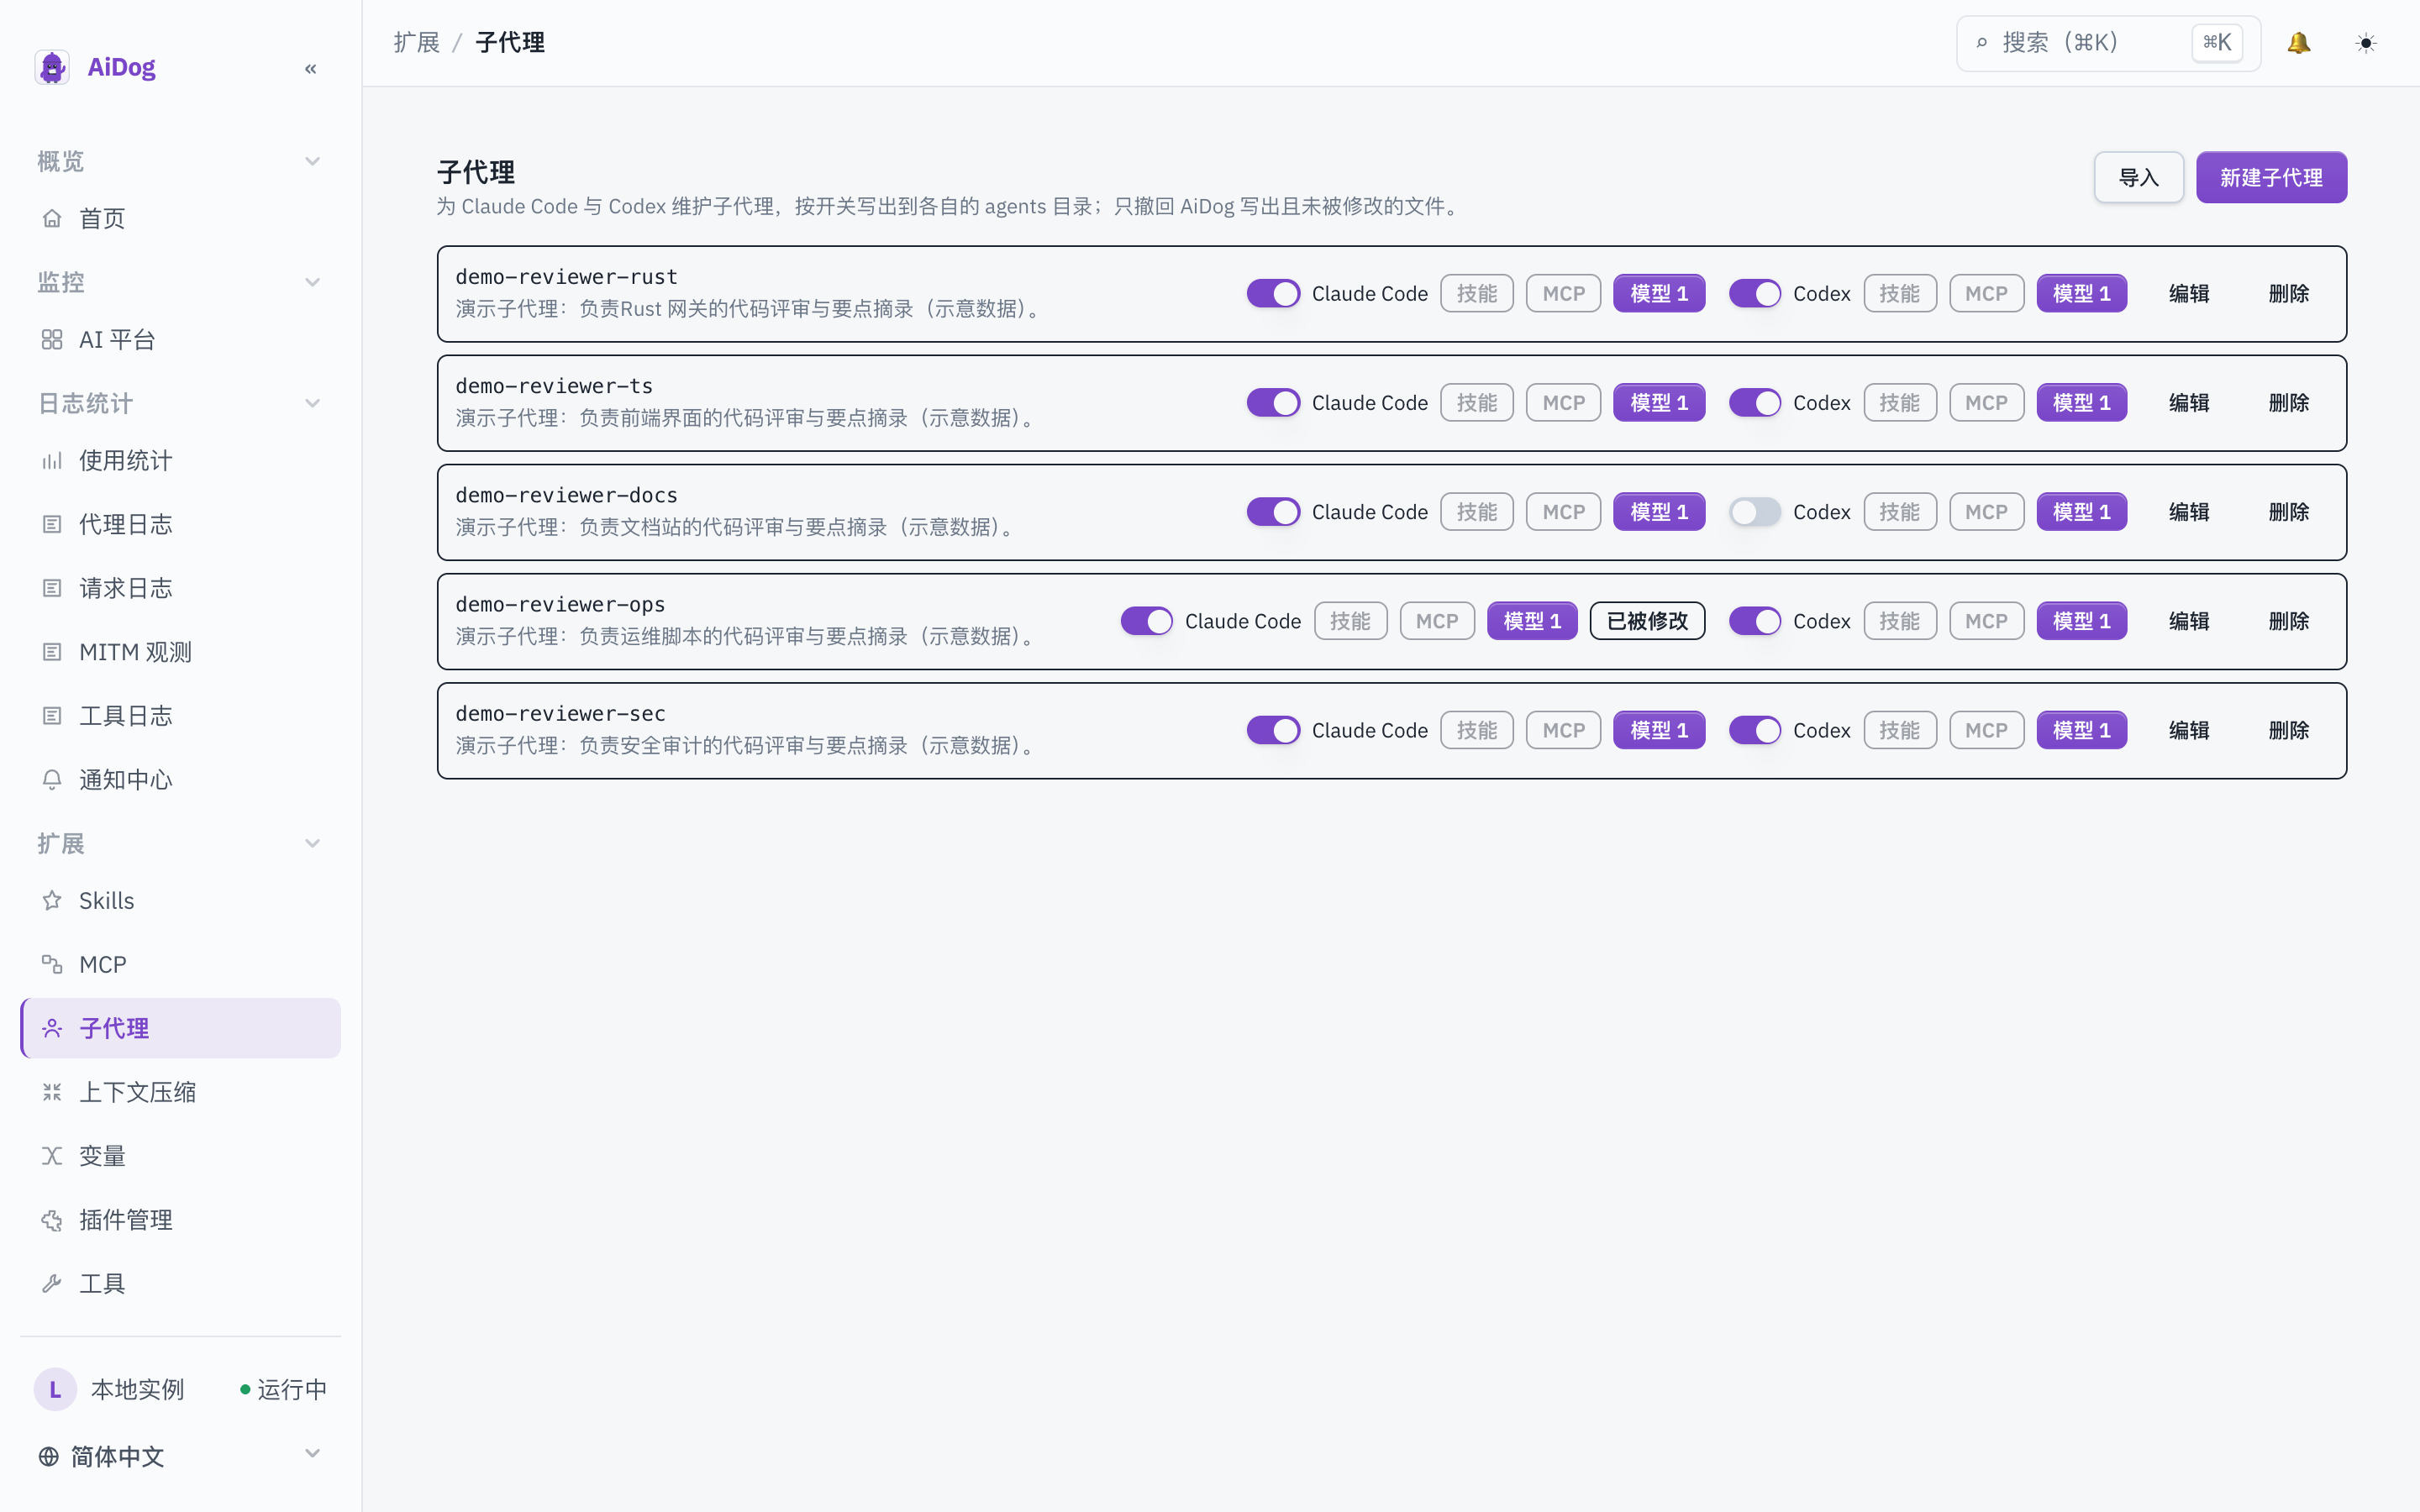 AiDog «
概览
首页
监控
AI 平台
日志统计
使用统计
代理日志
请求日志
MITM 观测
工具日志
通知中心
扩展
Skills
MCP
子代理
上下文压缩
变量
插件管理
工具
L 本地实例 运行中
简体中文
扩展 / 子代理
搜索（⌘K） ⌘K
子代理
为 Claude Code 与 Codex 维护子代理，按开关写出到各自的 agents 目录；只撤回 AiDog 写出且未被修改的文件。
导入 新建子代理
demo-reviewer-rust
演示子代理：负责Rust 网关的代码评审与要点摘录（示意数据）。
Claude Code 技能 MCP 模型 1 Codex 技能 MCP 模型 1 编辑 删除
demo-reviewer-ts
演示子代理：负责前端界面的代码评审与要点摘录（示意数据）。
Claude Code 技能 MCP 模型 1 Codex 技能 MCP 模型 1 编辑 删除
demo-reviewer-docs
演示子代理：负责文档站的代码评审与要点摘录（示意数据）。
Claude Code 技能 MCP 模型 1 Codex 技能 MCP 模型 1 编辑 删除
demo-reviewer-ops
演示子代理：负责运维脚本的代码评审与要点摘录（示意数据）。
Claude Code 技能 MCP 模型 1 已被修改 Codex 技能 MCP 模型 1 编辑 删除
demo-reviewer-sec
演示子代理：负责安全审计的代码评审与要点摘录（示意数据）。
Claude Code 技能 MCP 模型 1 Codex 技能 MCP 模型 1 编辑 删除